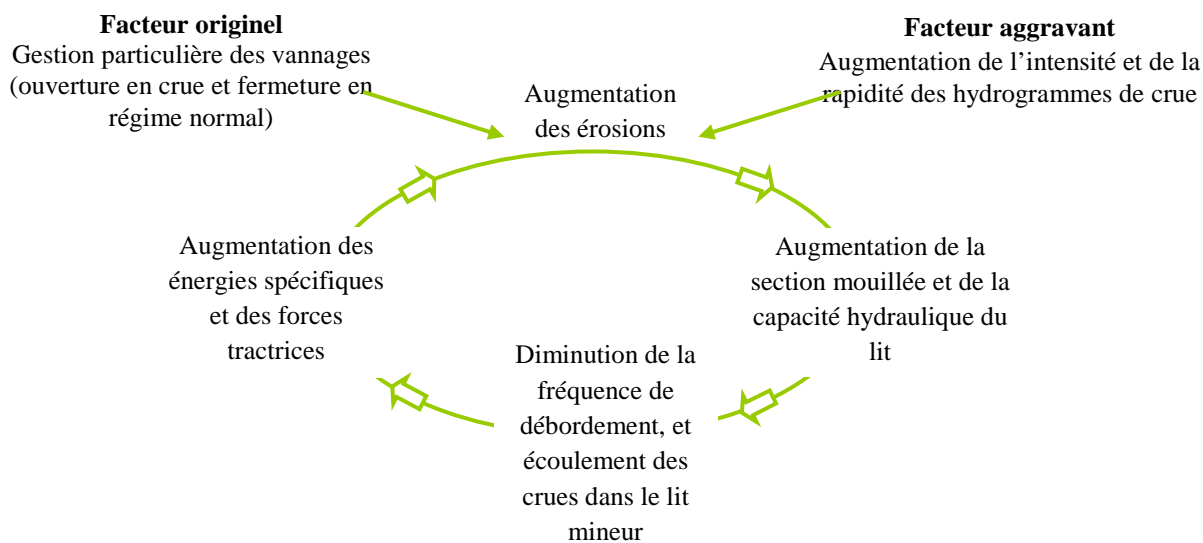 Facteur originel
Gestion particulière des vannages
(ouverture en crue et fermeture en
régime normal)
Facteur aggravant
Augmentation de l’intensité et de la
rapidité des hydrogrammes de crue
Augmentation
des érosions
Augmentation des
énergies spécifiques
et des forces
tractrices
Augmentation de la
section mouillée et de la
capacité hydraulique du
lit
Diminution de la
fréquence de
débordement, et
écoulement des
crues dans le lit
mineur